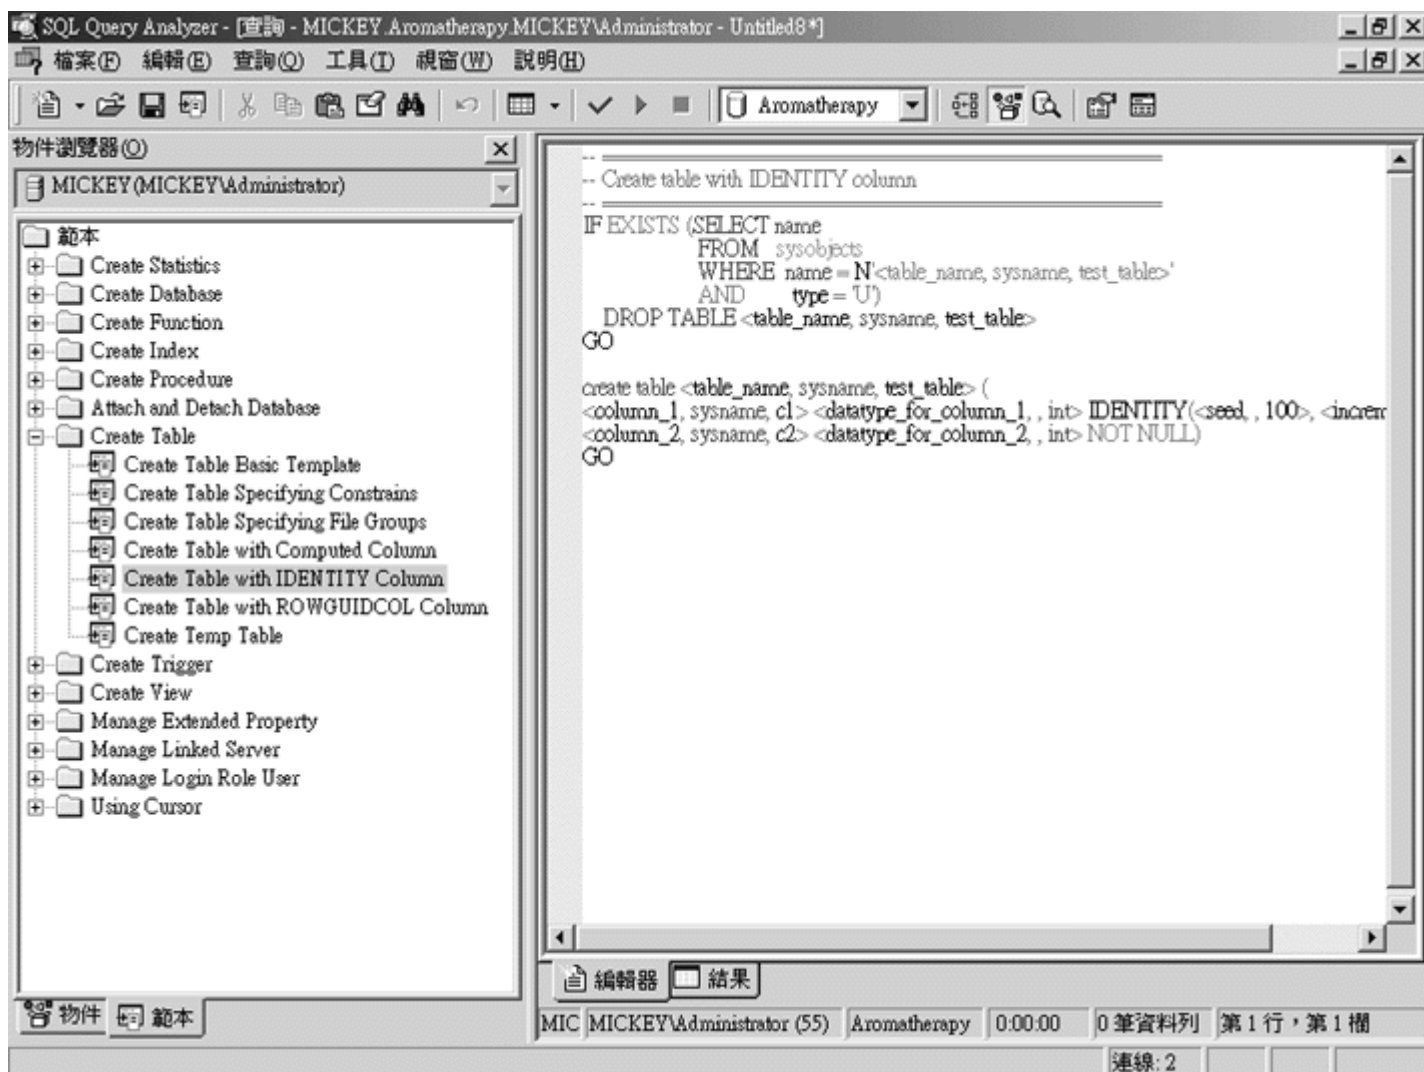 SQL Query Analyzer - [查詢 - MICKEY.Aromatherapy.MICKEY\Administrator - Untitled8*]
檔案(F) 編輯(E) 查詢(Q) 工具(T) 視窗(W) 說明(H)
Aromatherapy
物件瀏覽器(O)
MICKEY(MICKEY\Administrator)
範本
Create Statistics
Create Database
Create Function
Create Index
Create Procedure
Attach and Detach Database
Create Table
Create Table Basic Template
Create Table Specifying Constrains
Create Table Specifying File Groups
Create Table with Computed Column
Create Table with IDENTITY Column
Create Table with ROWGUIDCOL Column
Create Temp Table
Create Trigger
Create View
Manage Extended Property
Manage Linked Server
Manage Login Role User
Using Cursor
物件 範本
-- =============================================
-- Create table with IDENTITY column
-- =============================================
IF EXISTS (SELECT name
FROM sysobjects
WHERE name = N'<table_name, sysname, test_table>'
AND type = 'U')
DROP TABLE <table_name, sysname, test_table>
GO
create table <table_name, sysname, test_table> (
<column_1, sysname, c1> <datatype_for_column_1, , int> IDENTITY(<seed, , 100>, <increm
<column_2, sysname, c2> <datatype_for_column_2, , int> NOT NULL)
GO
編輯器 結果
MIC MICKEY\Administrator (55) Aromatherapy 0:00:00 0 筆資料列 第 1 行，第 1 欄
連線: 2